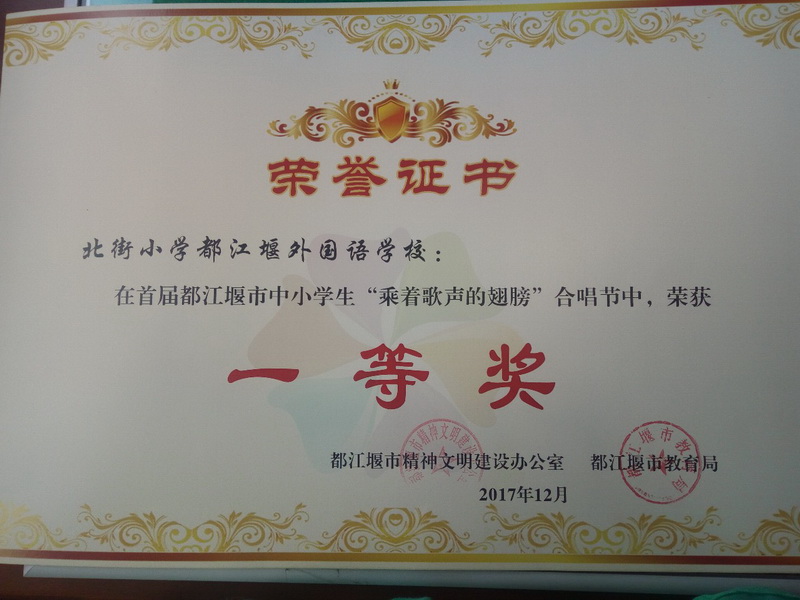 荣誉证书
北街小学都江堰外国语学校：
在首届都江堰市中小学生“乘着歌声的翅膀”合唱节中，荣获
一等奖
都江堰市精神文明建设办公室 都江堰市教育局
2017年12月